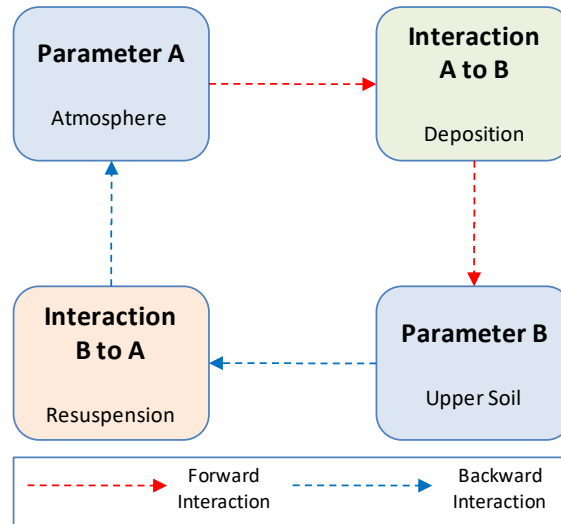 Parameter A
Atmosphere
Interaction
A to B
Deposition
Interaction
B to A
Resuspension
Parameter B
Upper Soil
Forward
Interaction
Backward
Interaction